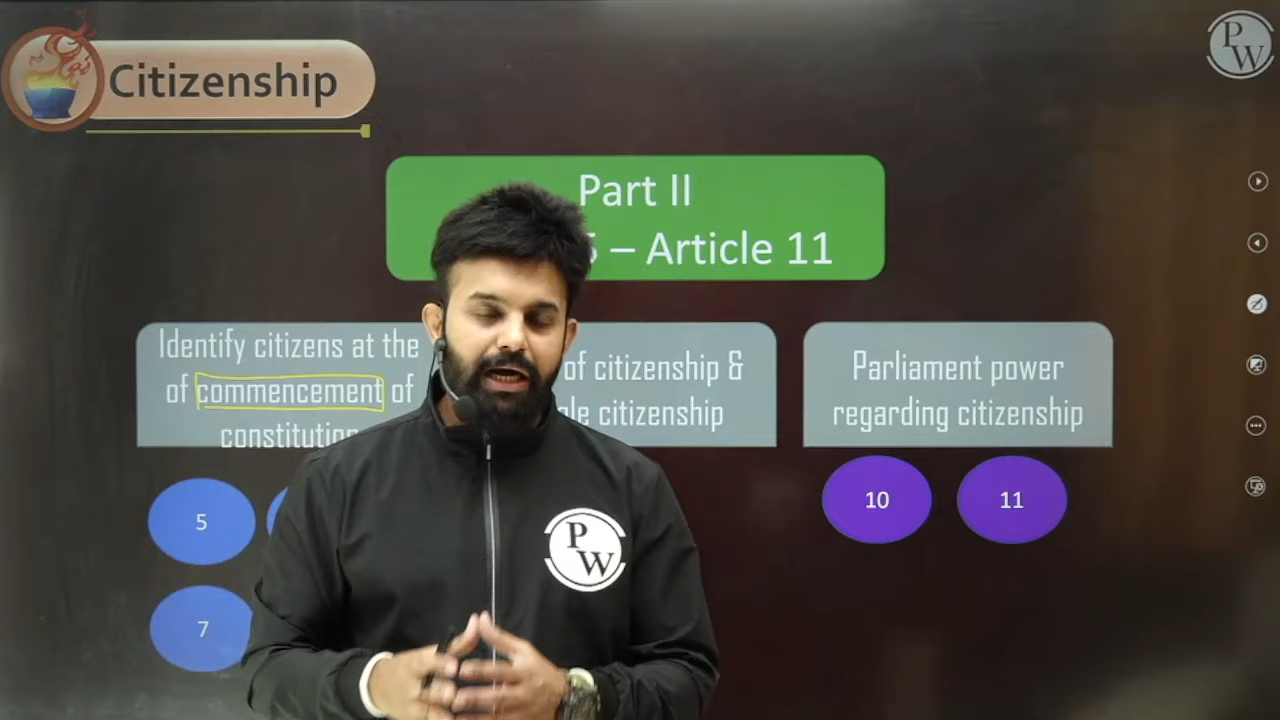 Citizenship
P
W
Part II
5 – Article 11
Identify citizens at the
of commencement of
constitution
of citizenship &
citizenship
Parliament power
regarding citizenship
5
10
11
7
P
W